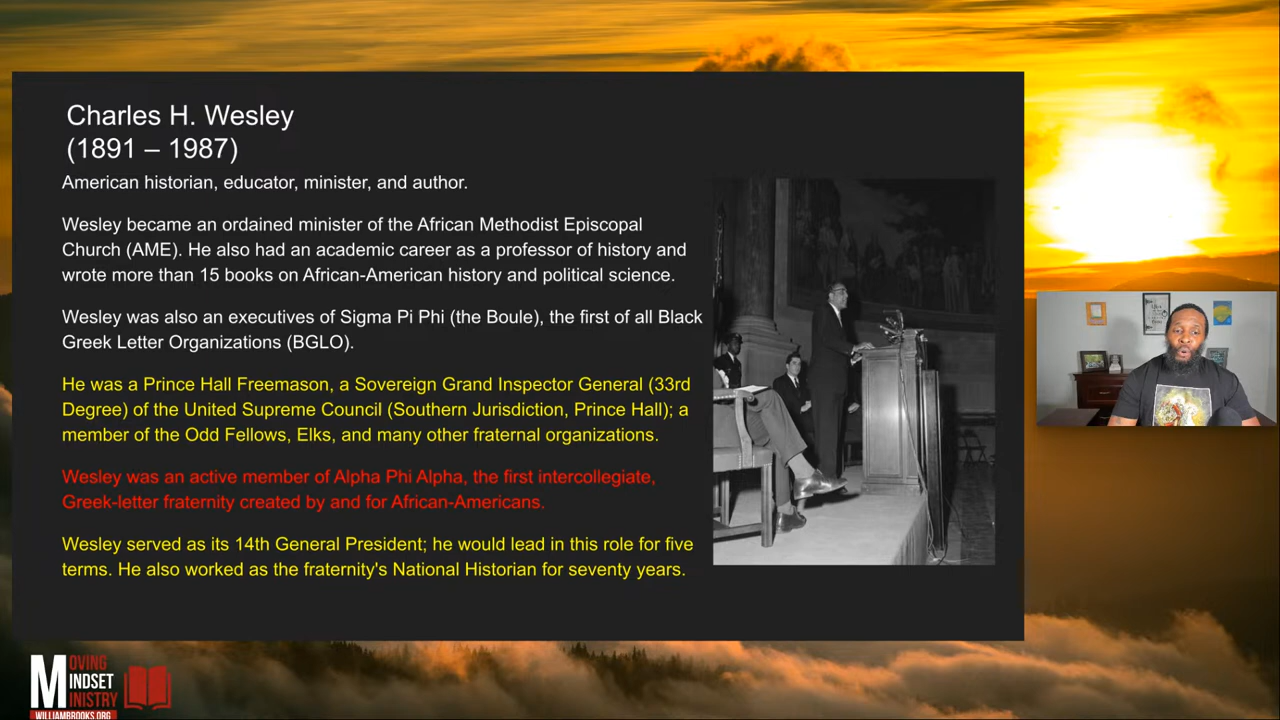 Charles H. Wesley
(1891 – 1987)
American historian, educator, minister, and author.
Wesley became an ordained minister of the African Methodist Episcopal
Church (AME). He also had an academic career as a professor of history and
wrote more than 15 books on African-American history and political science.
Wesley was also an executives of Sigma Pi Phi (the Boule), the first of all Black
Greek Letter Organizations (BGLO).
He was a Prince Hall Freemason, a Sovereign Grand Inspector General (33rd
Degree) of the United Supreme Council (Southern Jurisdiction, Prince Hall); a
member of the Odd Fellows, Elks, and many other fraternal organizations.
Wesley was an active member of Alpha Phi Alpha, the first intercollegiate,
Greek-letter fraternity created by and for African-Americans.
Wesley served as its 14th General President; he would lead in this role for five
terms. He also worked as the fraternity's National Historian for seventy years.
MOVING
MINDSET
MINISTRY
WILLIAMBROOKS.ORG